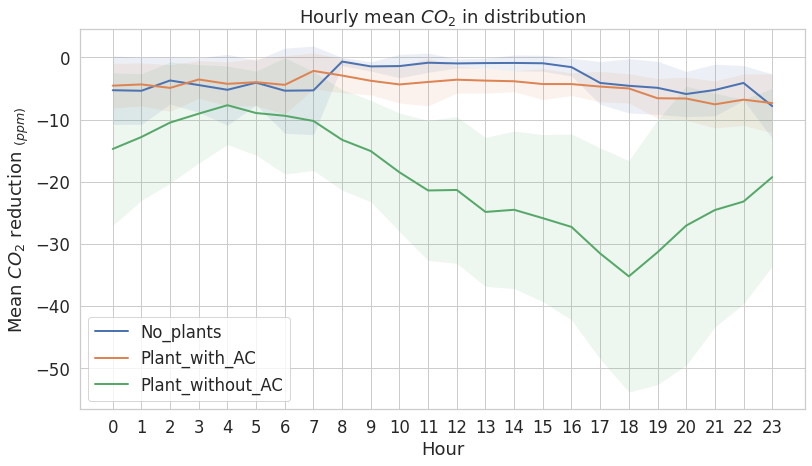 Hourly mean CO2 in distribution
Mean CO2 reduction (ppm)
0
−10
−20
−30
−40
−50
No_plants
Plant_with_AC
Plant_without_AC
0 1 2 3 4 5 6 7 8 9 10 11 12 13 14 15 16 17 18 19 20 21 22 23
Hour